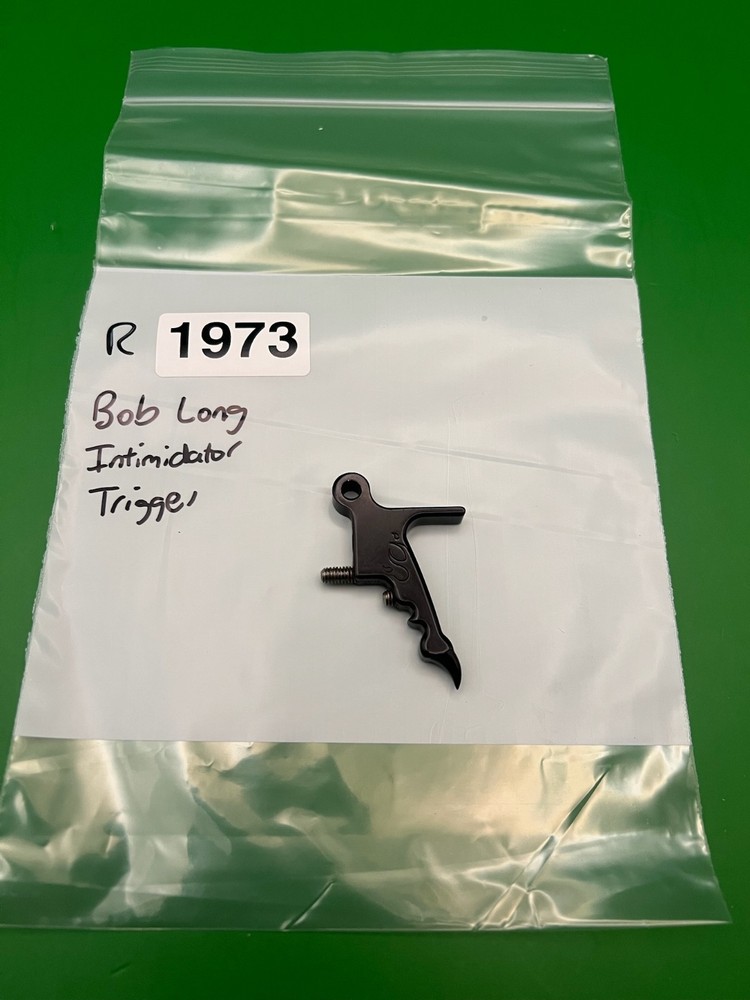 R 1973
Bob Long
Intimidator
Trigger